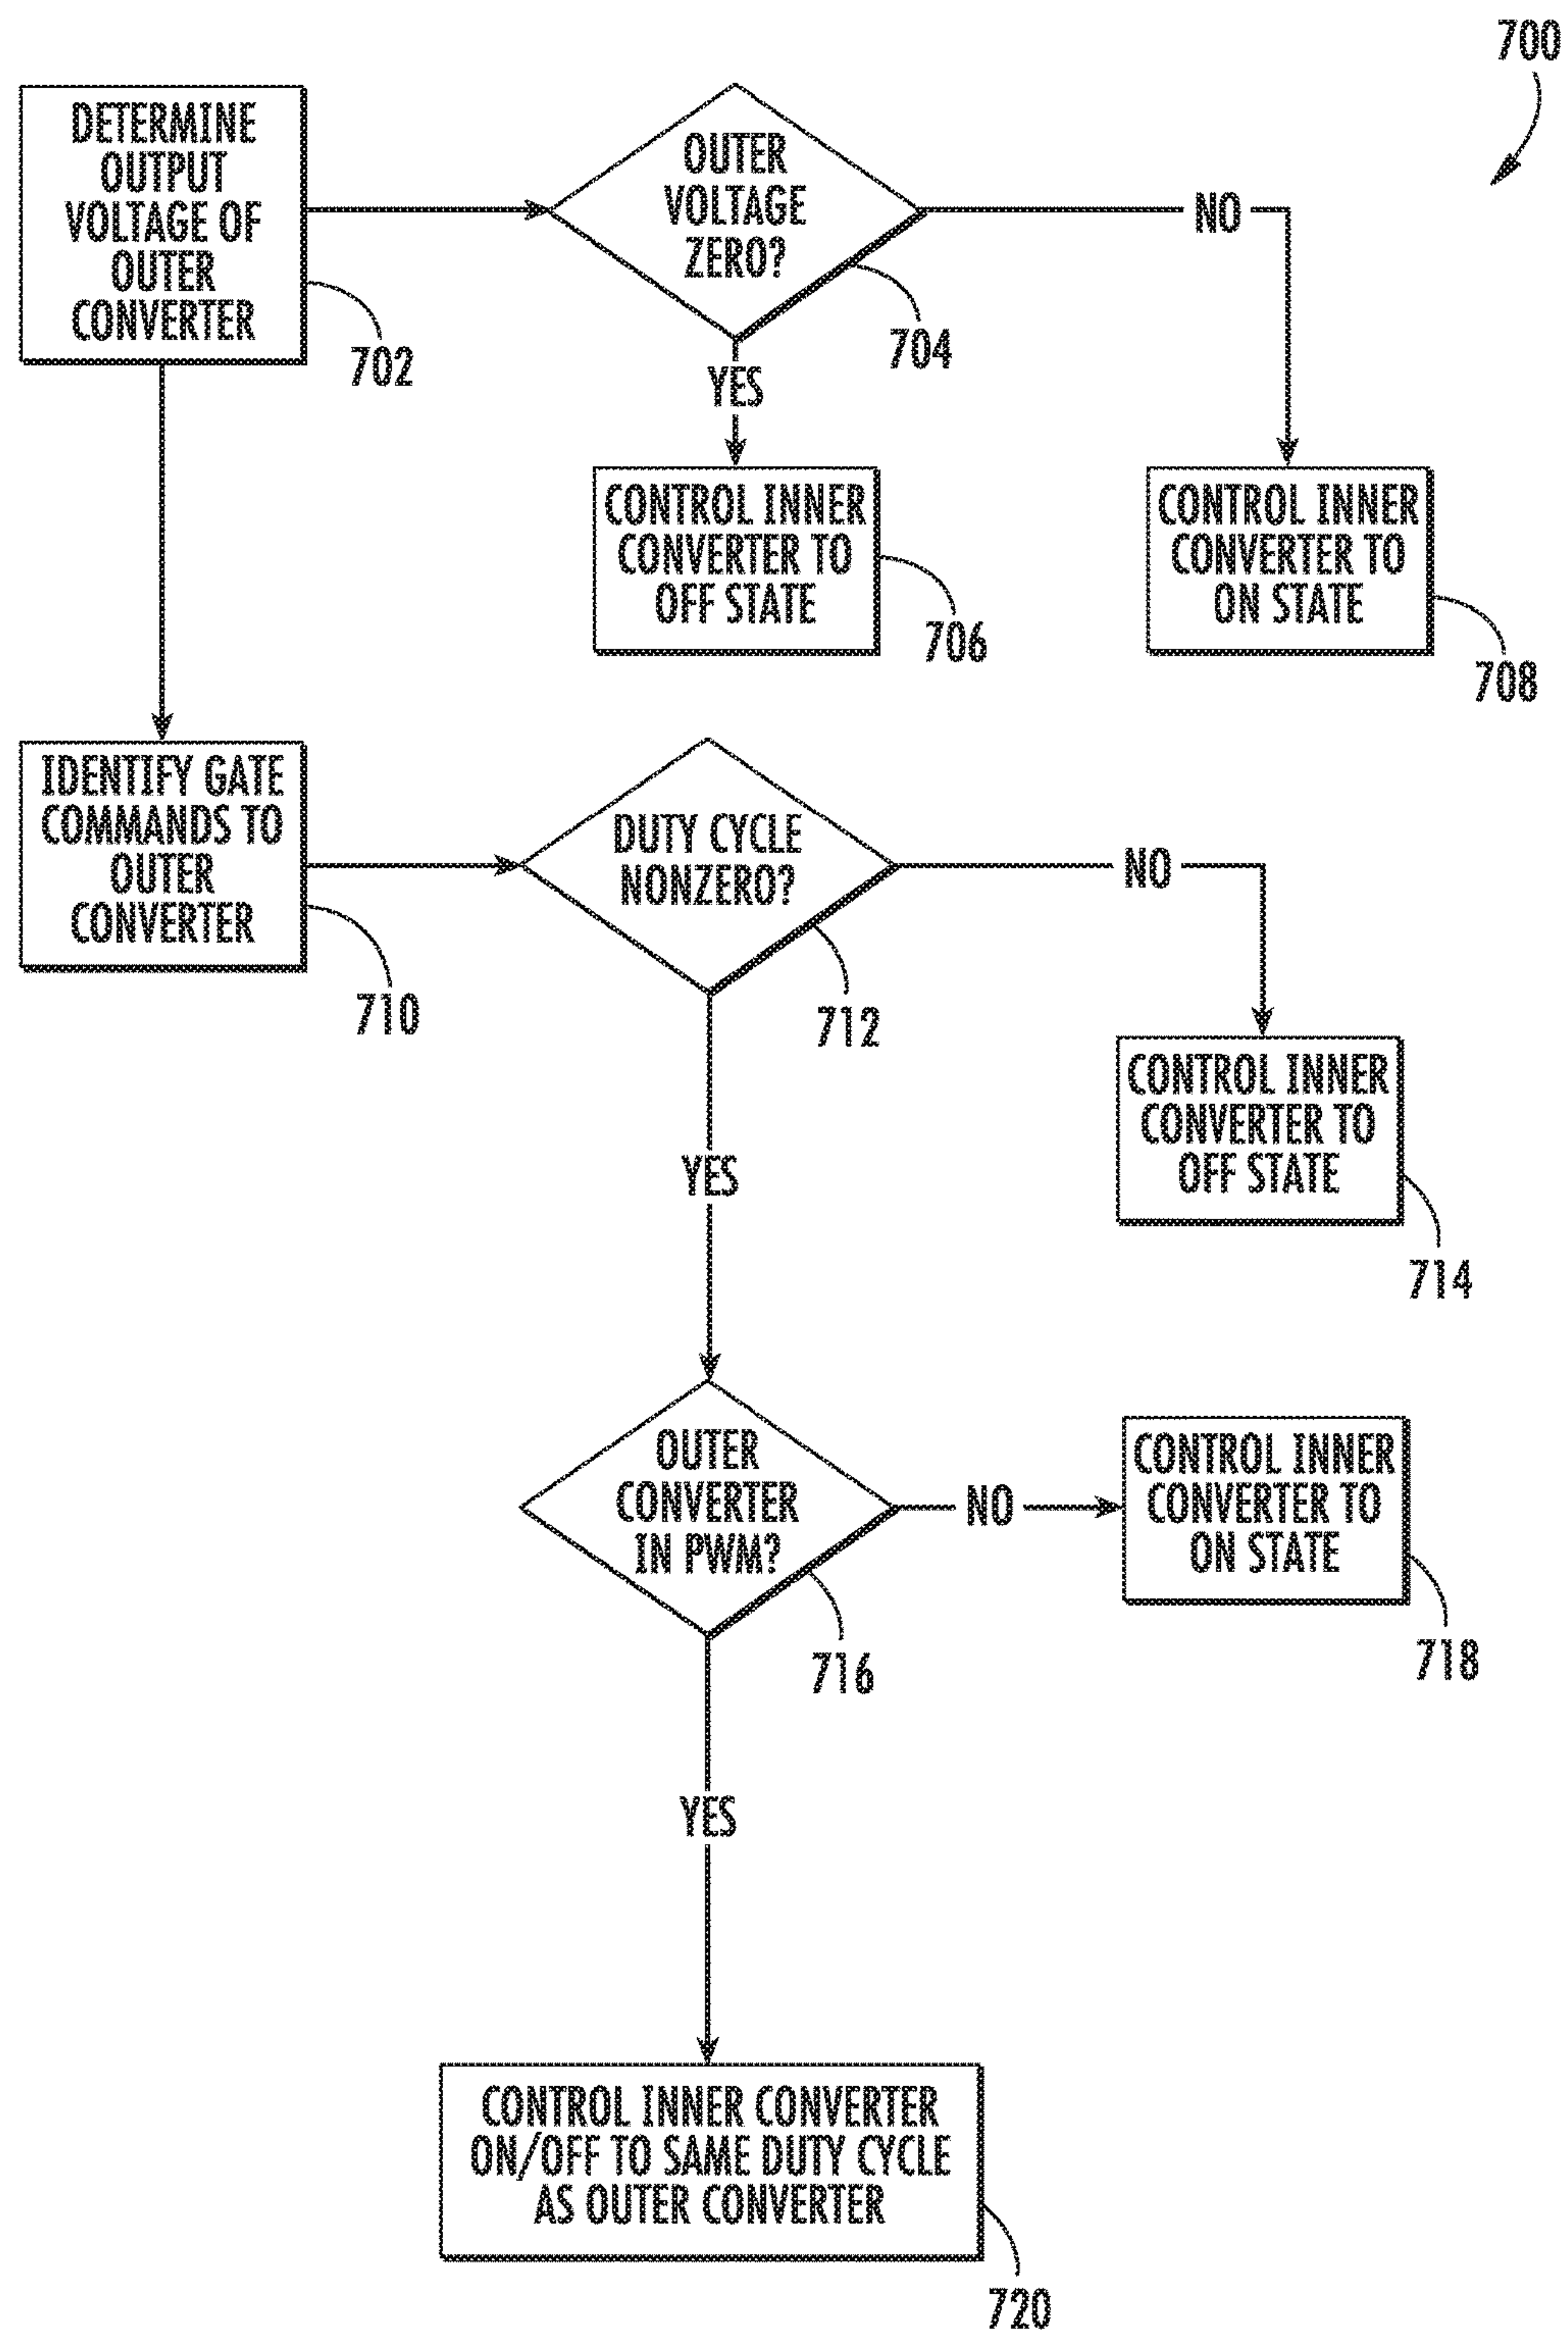 700
DETERMINE
OUTPUT
VOLTAGE OF
OUTER
CONVERTER
702
OUTER
VOLTAGE
ZERO?
704
NO
YES
CONTROL INNER
CONVERTER TO
OFF STATE
706
CONTROL INNER
CONVERTER TO
ON STATE
708
IDENTIFY GATE
COMMANDS TO
OUTER
CONVERTER
710
DUTY CYCLE
NONZERO?
712
NO
CONTROL INNER
CONVERTER TO
OFF STATE
714
YES
OUTER
CONVERTER
IN PWM?
716
NO
CONTROL INNER
CONVERTER TO
ON STATE
718
YES
CONTROL INNER CONVERTER
ON/OFF TO SAME DUTY CYCLE
AS OUTER CONVERTER
720